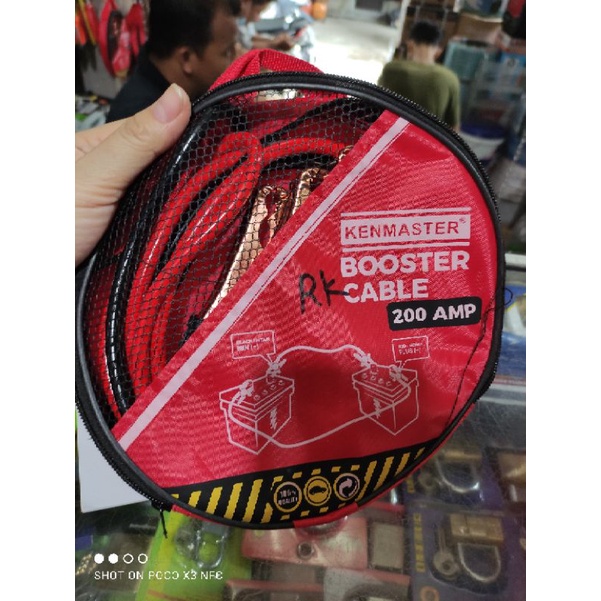 KENMASTER®
BOOSTER
CABLE
RK
200 AMP
SHOT ON POCO X3 NFC